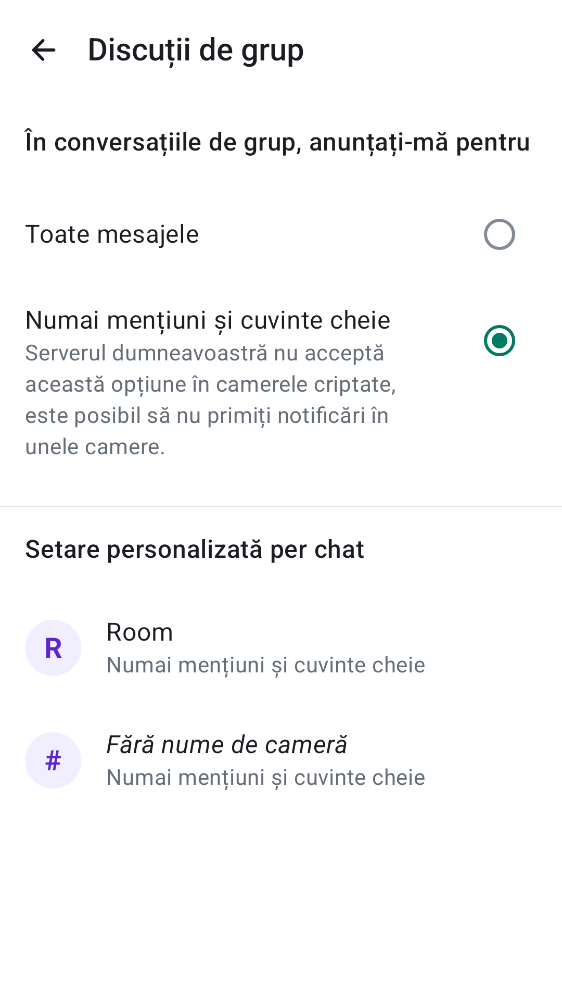 Discuții de grup
În conversațiile de grup, anunțați-mă pentru
Toate mesajele
Numai mențiuni și cuvinte cheie
Serverul dumneavoastră nu acceptă
această opțiune în camerele criptate,
este posibil să nu primiți notificări în
unele camere.
Setare personalizată per chat
R
Room
Numai mențiuni și cuvinte cheie
#
Fără nume de cameră
Numai mențiuni și cuvinte cheie